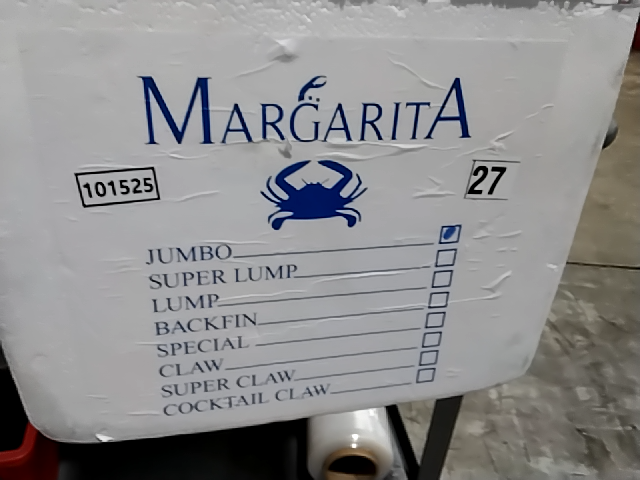 MARGARITA
101525
27
JUMBO
SUPER LUMP
LUMP
BACKFIN
SPECIAL
CLAW
SUPER CLAW
COCKTAIL CLAW